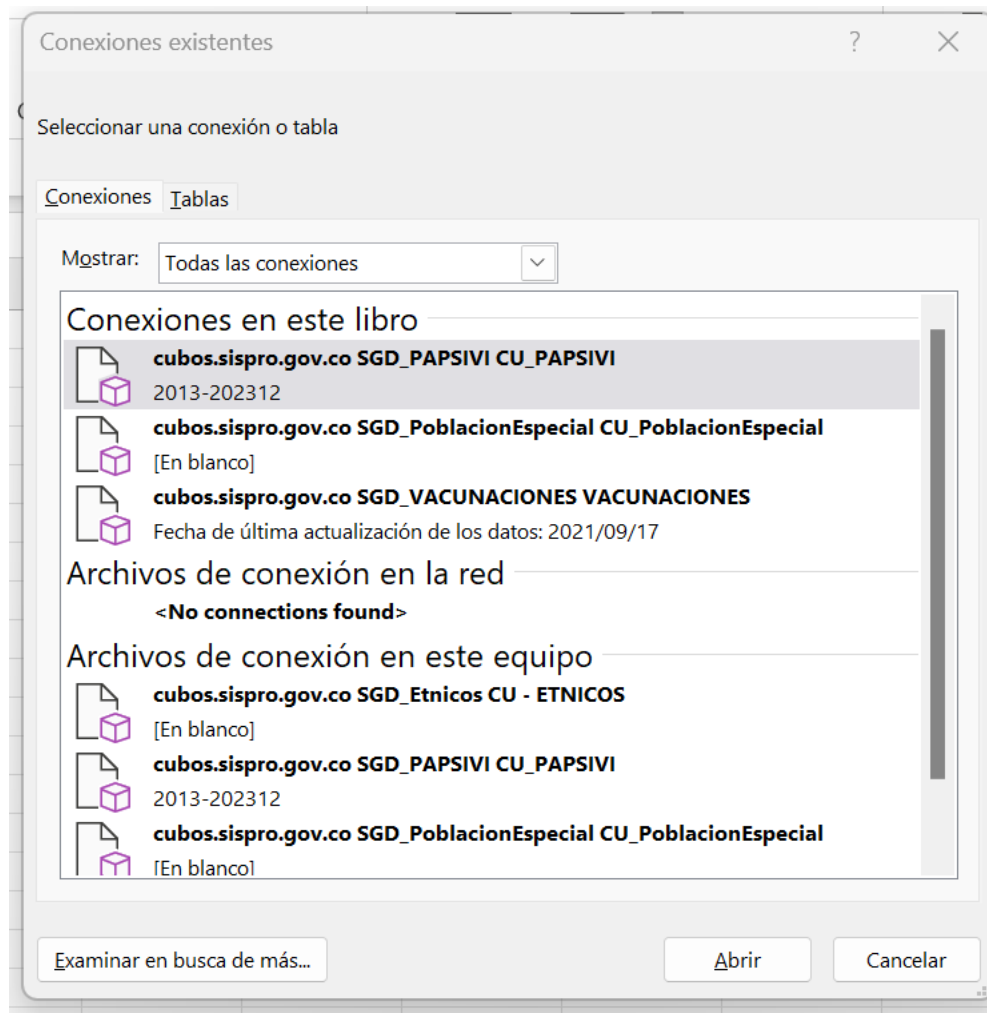 Conexiones existentes
Seleccionar una conexión o tabla
Conexiones Tablas
Mostrar: Todas las conexiones
Conexiones en este libro
cubos.sispro.gov.co SGD_PAPSIVI CU_PAPSIVI
2013-202312
cubos.sispro.gov.co SGD_PoblacionEspecial CU_PoblacionEspecial
[En blanco]
cubos.sispro.gov.co SGD_VACUNACIONES VACUNACIONES
Fecha de última actualización de los datos: 2021/09/17
Archivos de conexión en la red
<No connections found>
Archivos de conexión en este equipo
cubos.sispro.gov.co SGD_Etnicos CU - ETNICOS
[En blanco]
cubos.sispro.gov.co SGD_PAPSIVI CU_PAPSIVI
2013-202312
cubos.sispro.gov.co SGD_PoblacionEspecial CU_PoblacionEspecial
[En blanco]
Examinar en busca de más... Abrir Cancelar